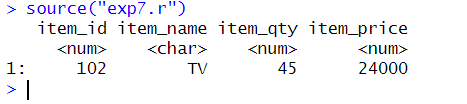 > source("exp7.r")
item_id item_name item_qty item_price
<num> <char> <num> <num>
1: 102 TV 45 24000
>